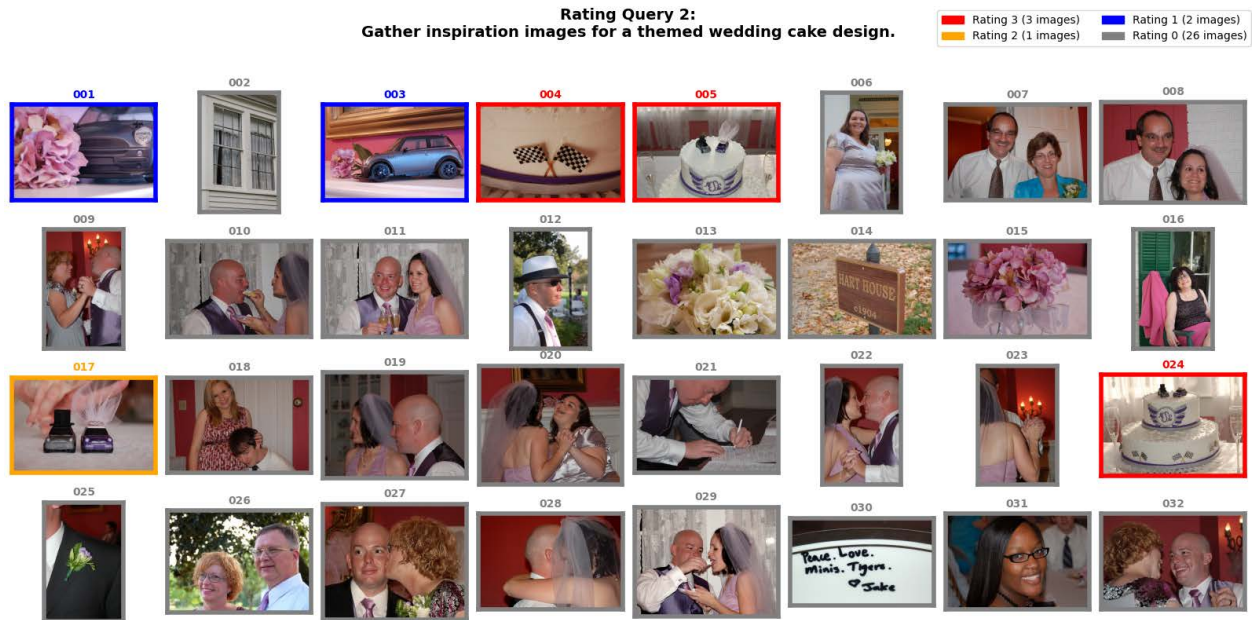 Rating Query 2:
Gather inspiration images for a themed wedding cake design.
Rating 3 (3 images)
Rating 2 (1 images)
Rating 1 (2 images)
Rating 0 (26 images)
001
002
003
004
005
006
007
008
009
010
011
012
013
014
015
016
HART HOUSE
c1904
017
018
019
020
021
022
023
024
025
026
027
028
029
030
031
032
Peace. Love.
Minis. Tigers.
♡ Jake